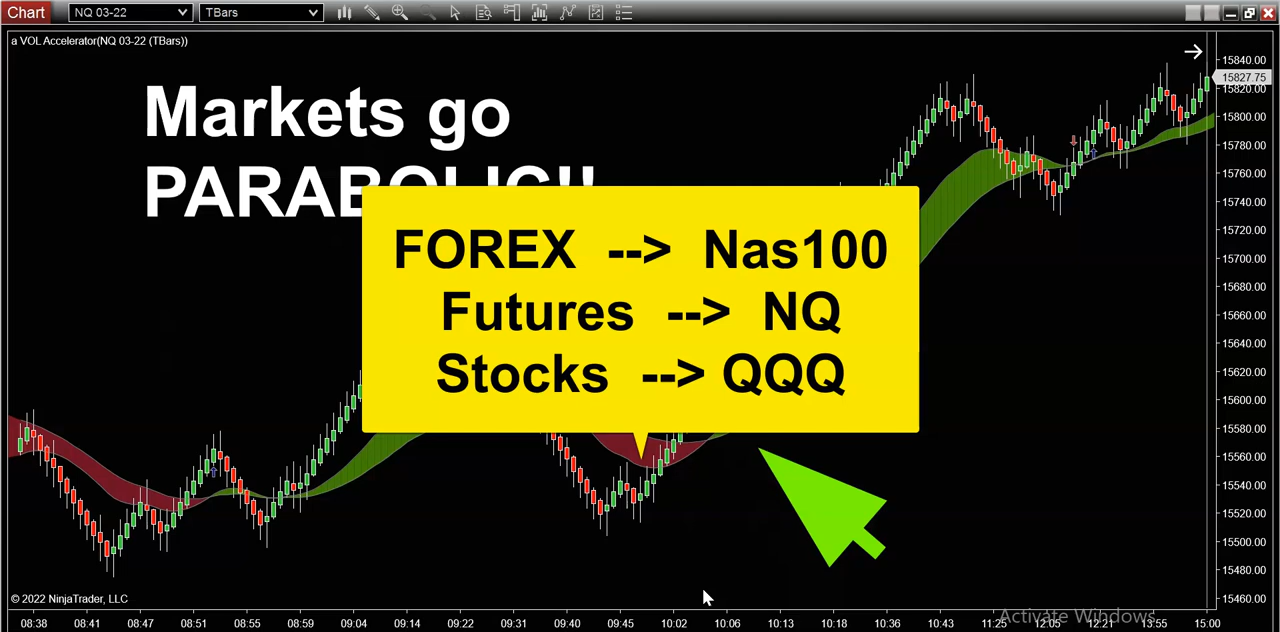 Chart NQ 03-22 TBars
a VOL Accelerator(NQ 03-22 (TBars))
Markets go
PARABOLIC!!
FOREX --> Nas100
Futures --> NQ
Stocks --> QQQ
15840.00
15827.75
15820.00
15800.00
15780.00
15760.00
15740.00
15720.00
15700.00
15680.00
15660.00
15640.00
15620.00
15600.00
15580.00
15560.00
15540.00
15520.00
15500.00
15480.00
15460.00
© 2022 NinjaTrader, LLC
Activate Windows
08:38 08:41 08:47 08:51 08:53 08:59 09:04 09:14 09:19 09:31 09:40 09:45 10:02 10:06 10:14 10:18 10:36 10:43 11:25 12:05 12:21 13:55 15:00